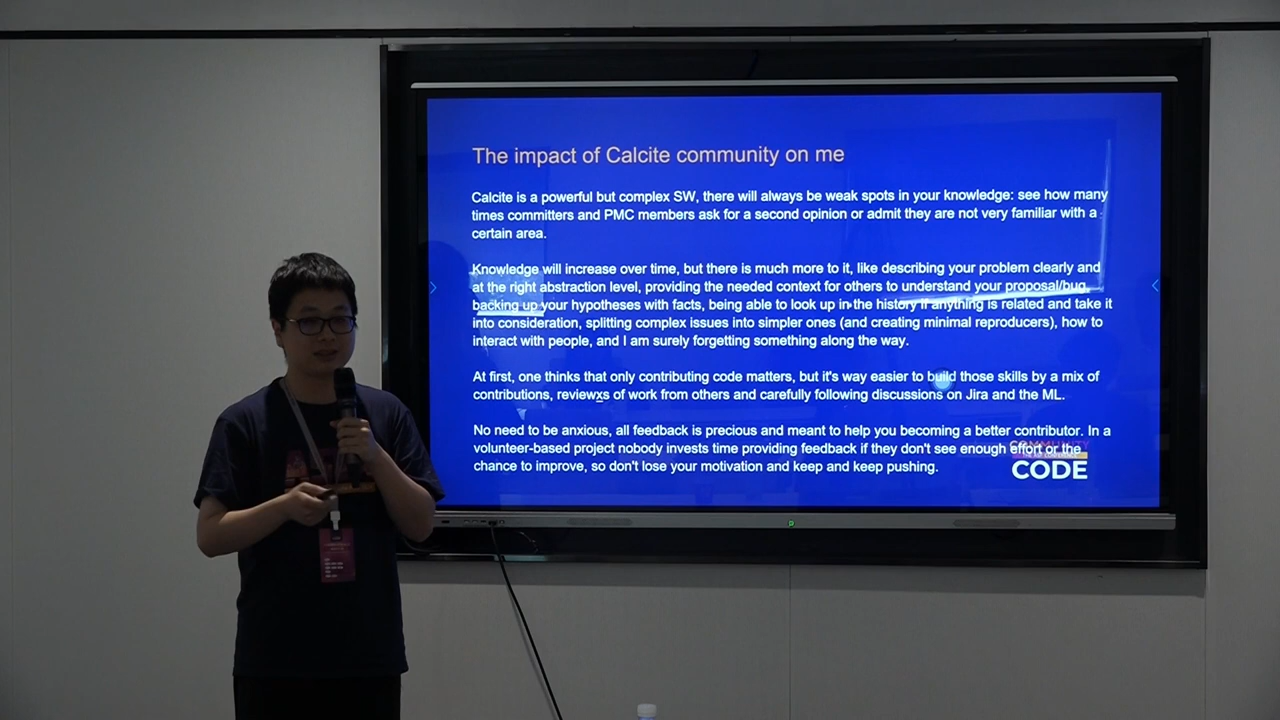 The impact of Calcite community on me
Calcite is a powerful but complex SW, there will always be weak spots in your knowledge: see how many
times committers and PMC members ask for a second opinion or admit they are not very familiar with a
certain area.
Knowledge will increase over time, but there is much more to it, like describing your problem clearly and
at the right abstraction level, providing the needed context for others to understand your proposal/bug,
backing up your hypotheses with facts, being able to look up in the history if anything is related and take it
into consideration, splitting complex issues into simpler ones (and creating minimal reproducers), how to
interact with people, and I am surely forgetting something along the way.
At first, one thinks that only contributing code matters, but it's way easier to build those skills by a mix of
contributions, reviewxs of work from others and carefully following discussions on Jira and the ML.
No need to be anxious, all feedback is precious and meant to help you becoming a better contributor. In a
volunteer-based project nobody invests time providing feedback if they don't see enough effort or the
chance to improve, so don't lose your motivation and keep and keep pushing.
COMMUNITY
CODE